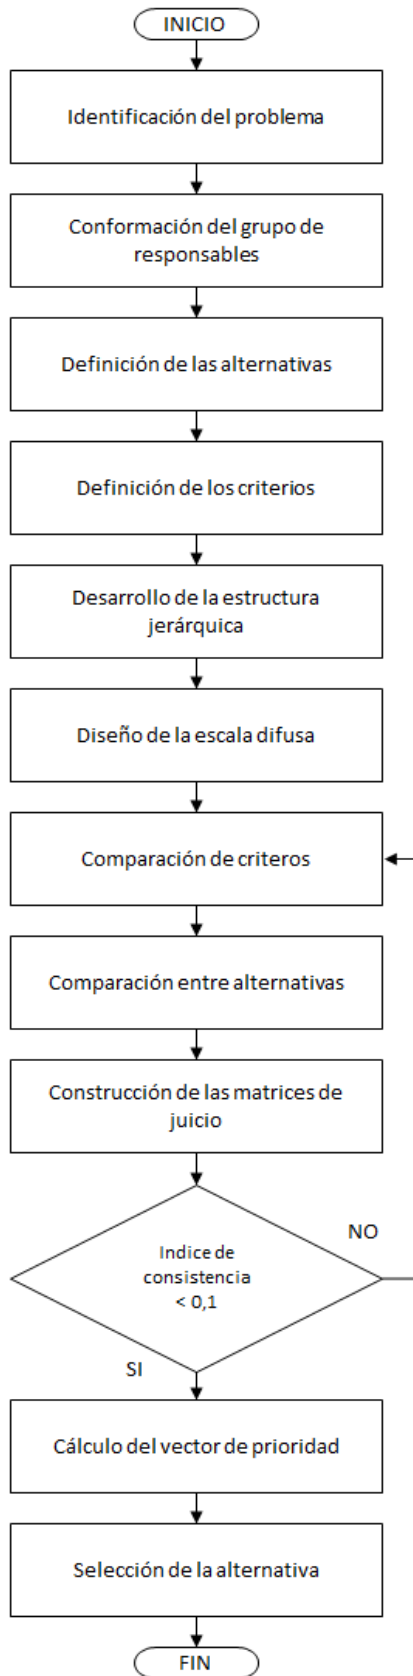 INICIO
Identificación del problema
Conformación del grupo de
responsables
Definición de las alternativas
Definición de los criterios
Desarrollo de la estructura
jerárquica
Diseño de la escala difusa
Comparación de criteros
Comparación entre alternativas
Construcción de las matrices de
juicio
NO
Indice de
consistencia
< 0,1
SI
Cálculo del vector de prioridad
Selección de la alternativa
FIN